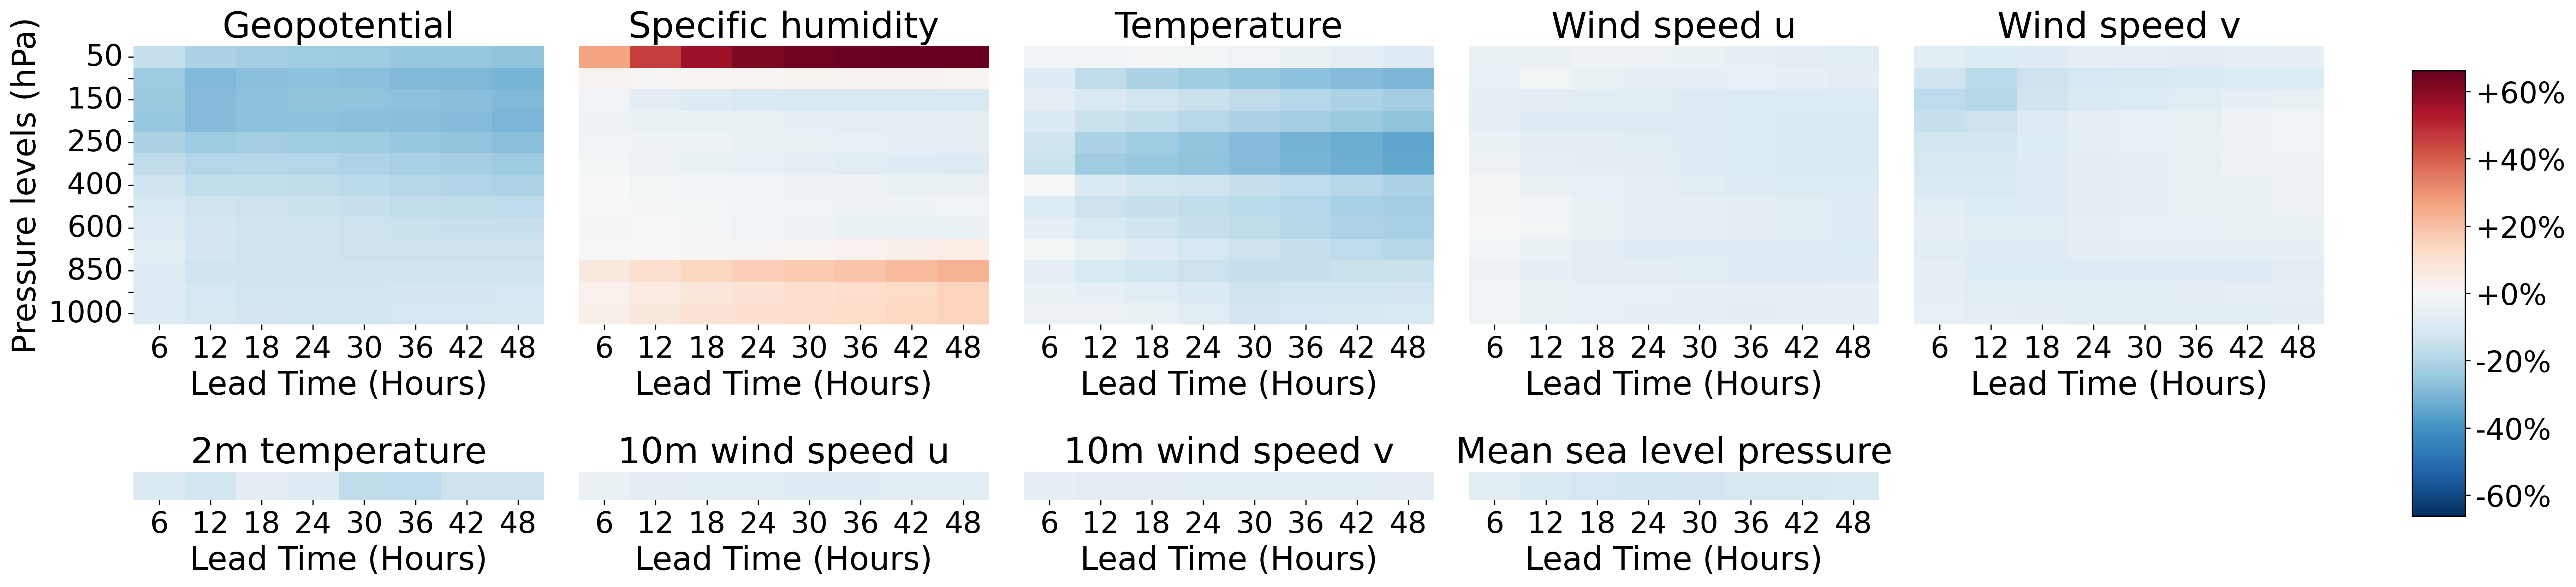 Geopotential Specific humidity Temperature Wind speed u Wind speed v
Pressure levels (hPa)
50
150
250
400
600
850
1000
+60%
+40%
+20%
+0%
-20%
-40%
-60%
6 12 18 24 30 36 42 48 6 12 18 24 30 36 42 48 6 12 18 24 30 36 42 48 6 12 18 24 30 36 42 48 6 12 18 24 30 36 42 48
Lead Time (Hours) Lead Time (Hours) Lead Time (Hours) Lead Time (Hours) Lead Time (Hours)
2m temperature 10m wind speed u 10m wind speed v Mean sea level pressure
6 12 18 24 30 36 42 48 6 12 18 24 30 36 42 48 6 12 18 24 30 36 42 48 6 12 18 24 30 36 42 48
Lead Time (Hours) Lead Time (Hours) Lead Time (Hours) Lead Time (Hours)